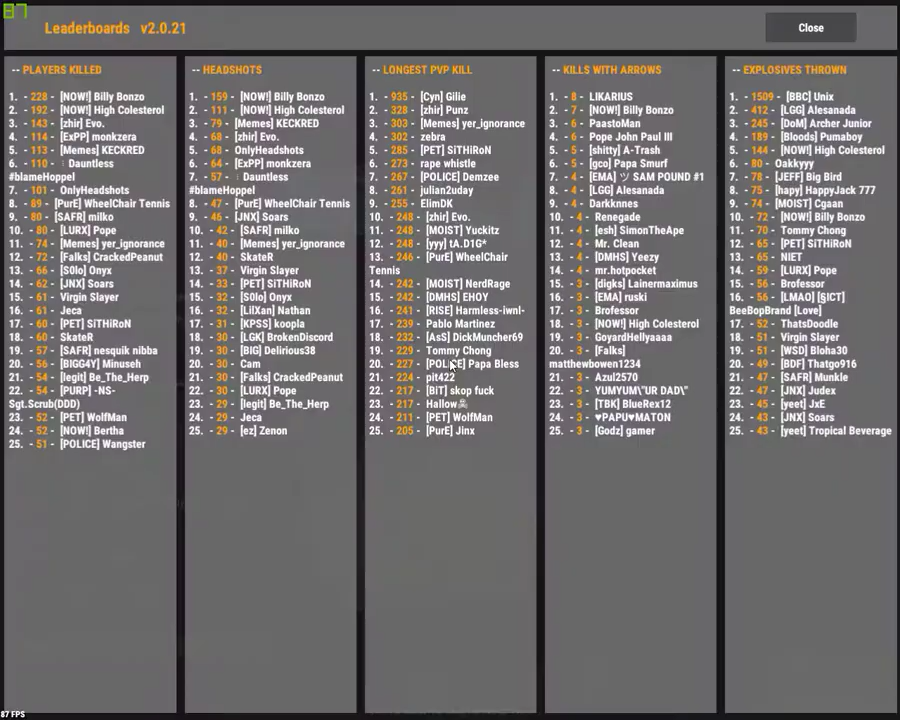 87
Leaderboards v2.0.21
Close
-- PLAYERS KILLED
1. - 228 - [NOW!] Billy Bonzo
2. - 192 - [NOW!] High Colesterol
3. - 143 - [zhir] Evo.
4. - 114 - [ExPP] monkzera
5. - 113 - [Memes] KECKRED
6. - 110 - Dauntless
#blameHoppel
7. - 101 - OnlyHeadshots
8. - 89 - [PurE] WheelChair Tennis
9. - 80 - [SAFR] milko
10. - 80 - [LURX] Pope
11. - 74 - [Memes] yer_ignorance
12. - 72 - [Falks] CrackedPeanut
13. - 66 - [S0lo] Onyx
14. - 62 - [JNX] Soars
15. - 61 - Virgin Slayer
16. - 61 - Jeca
17. - 60 - [PET] SiTHiRoN
18. - 60 - SkateR
19. - 57 - [SAFR] nesquik nibba
20. - 56 - [BIGG4Y] Minuseh
21. - 54 - [legit] Be_The_Herp
22. - 54 - [PURP] -NS-
Sgt.Scrub(DDD)
23. - 52 - [PET] WolfMan
24. - 52 - [NOW!] Bertha
25. - 51 - [POLICE] Wangster
-- HEADSHOTS
1. - 159 - [NOW!] Billy Bonzo
2. - 111 - [NOW!] High Colesterol
3. - 79 - [Memes] KECKRED
4. - 68 - [zhir] Evo.
5. - 68 - OnlyHeadshots
6. - 64 - [ExPP] monkzera
7. - 57 - Dauntless
#blameHoppel
8. - 47 - [PurE] WheelChair Tennis
9. - 46 - [JNX] Soars
10. - 42 - [SAFR] milko
11. - 40 - [Memes] yer_ignorance
12. - 40 - SkateR
13. - 37 - Virgin Slayer
14. - 33 - [PET] SiTHiRoN
15. - 32 - [S0lo] Onyx
16. - 32 - [LilXan] Nathan
17. - 31 - [KPSS] koopla
18. - 30 - [LGK] BrokenDiscord
19. - 30 - [BIG] Delirious38
20. - 30 - Cam
21. - 30 - [Falks] CrackedPeanut
22. - 30 - [LURX] Pope
23. - 29 - [legit] Be_The_Herp
24. - 29 - Jeca
25. - 29 - [ez] Zenon
-- LONGEST PVP KILL
1. - 935 - [Cyn] Gilie
2. - 328 - [zhir] Punz
3. - 303 - [Memes] yer_ignorance
4. - 302 - zebra
5. - 285 - [PET] SiTHiRoN
6. - 273 - rape whistle
7. - 267 - [POLICE] Demzee
8. - 261 - julian2uday
9. - 255 - ElimDK
10. - 248 - [zhir] Evo.
11. - 248 - [MOIST] Yuckitz
12. - 248 - [yyy] tA.D1G*
13. - 246 - [PurE] WheelChair
Tennis
14. - 242 - [MOIST] NerdRage
15. - 242 - [DMHS] EHOY
16. - 241 - [RISE] Harmless-iwnl-
17. - 239 - Pablo Martinez
18. - 232 - [AsS] DickMuncher69
19. - 229 - Tommy Chong
20. - 227 - [POLICE] Papa Bless
21. - 224 - pit422
22. - 217 - [BiT] skop fuck
23. - 217 - Hallow
24. - 211 - [PET] WolfMan
25. - 205 - [PurE] Jinx
-- KILLS WITH ARROWS
1. - 8 - LIKARIUS
2. - 7 - [NOW!] Billy Bonzo
3. - 6 - PaastoMan
4. - 6 - Pope John Paul III
5. - 5 - [shitty] A-Trash
6. - 5 - [gco] Papa Smurf
7. - 4 - [EMA] ツ SAM POUND #1
8. - 4 - [LGG] Alesanada
9. - 4 - Darknnes
10. - 4 - Renegade
11. - 4 - [esh] SimonTheApe
12. - 4 - Mr. Clean
13. - 4 - [DMHS] Yeezy
14. - 4 - mr.hotpocket
15. - 3 - [digks] Lainermaximus
16. - 3 - [EMA] ruski
17. - 3 - Brofessor
18. - 3 - [NOW!] High Colesterol
19. - 3 - GoyardHellyaaaa
20. - 3 - [Falks]
matthewbowen1234
21. - 3 - Azul2570
22. - 3 - YUMYUM\"UR DAD\"
23. - 3 - [TBK] BlueRex12
24. - 3 - ♥PAPU♥MATON
25. - 3 - [Godz] gamer
-- EXPLOSIVES THROWN
1. - 1509 - [BBC] Unix
2. - 412 - [LGG] Alesanada
3. - 245 - [DoM] Archer Junior
4. - 189 - [Bloods] Pumaboy
5. - 144 - [NOW!] High Colesterol
6. - 80 - Oakkyyy
7. - 78 - [JEFF] Big Bird
8. - 75 - [hapy] HappyJack 777
9. - 74 - [MOIST] Cgaan
10. - 72 - [NOW!] Billy Bonzo
11. - 70 - Tommy Chong
12. - 65 - [PET] SiTHiRoN
13. - 65 - NIET
14. - 59 - [LURX] Pope
15. - 56 - Brofessor
16. - 56 - [LMAO] [§ICT]
BeeBopBrand [Love]
17. - 52 - ThatsDoodle
18. - 51 - Virgin Slayer
19. - 51 - [WSD] Bloha30
20. - 49 - [BDF] Thatgo916
21. - 47 - [SAFR] Munkle
22. - 47 - [JNX] Judex
23. - 45 - [yeet] JxE
24. - 43 - [JNX] Soars
25. - 43 - [yeet] Tropical Beverage
87 FPS